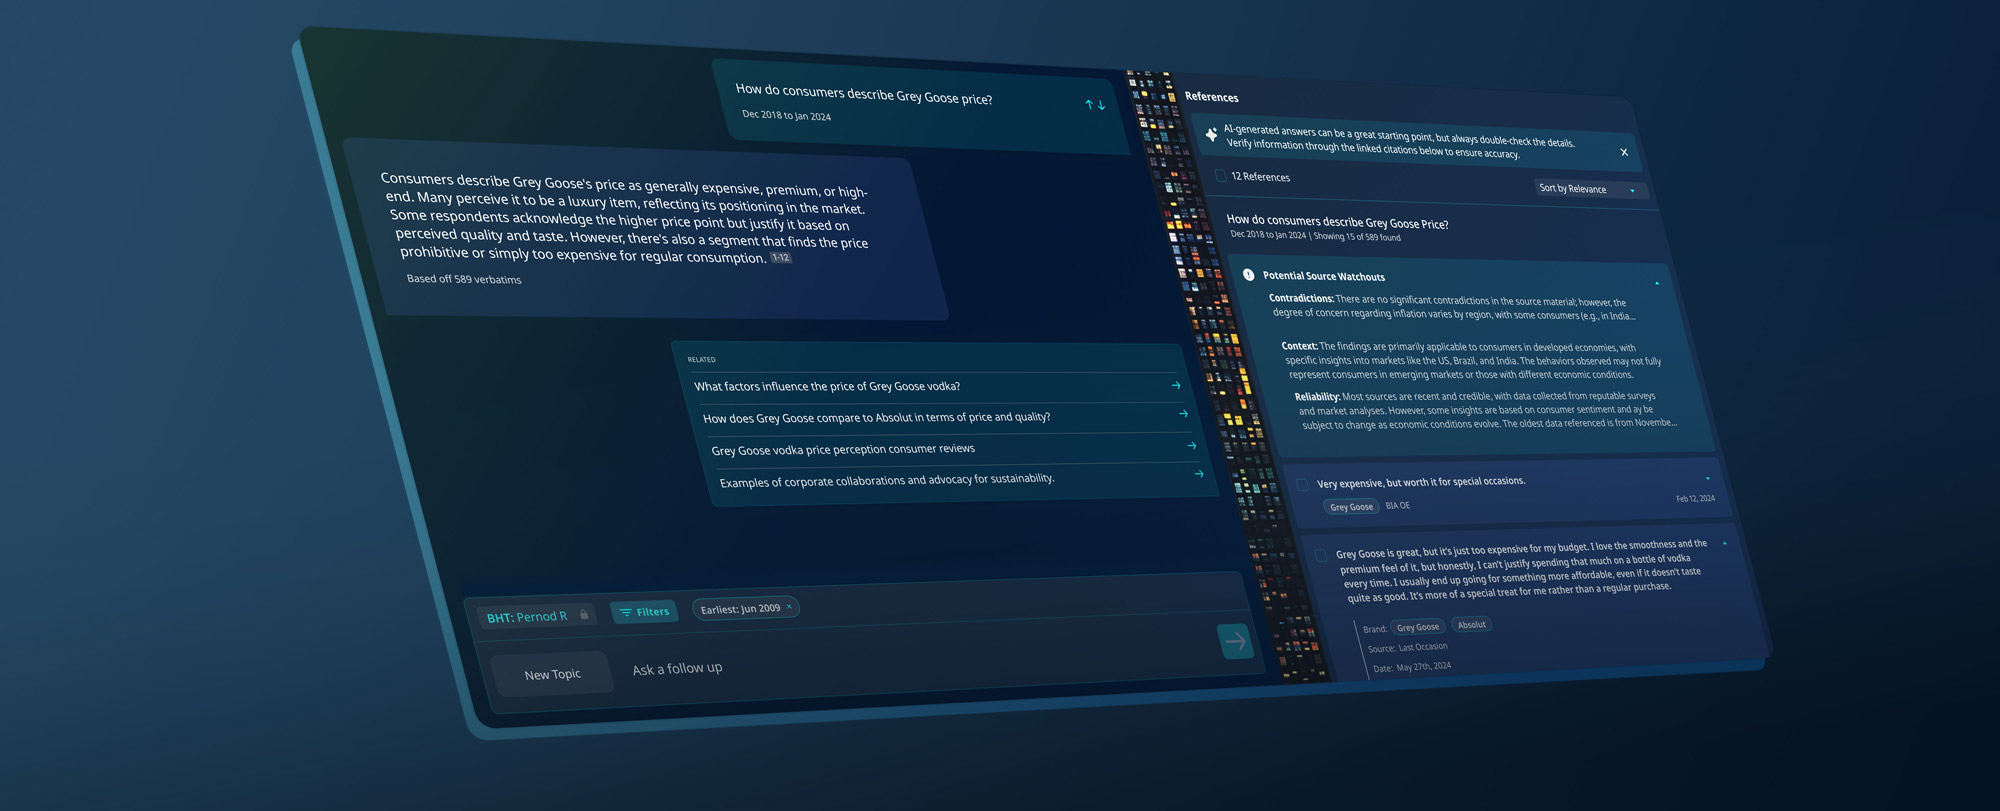 How do consumers describe Grey Goose price?
Dec 2018 to Jan 2024
Consumers describe Grey Goose's price as generally expensive, premium, or high-
end. Many perceive it to be a luxury item, reflecting its positioning in the market.
Some respondents acknowledge the higher price point but justify it based on
perceived quality and taste. However, there's also a segment that finds the price
prohibitive or simply too expensive for regular consumption. 1-12
Based off 589 verbatims
RELATED
What factors influence the price of Grey Goose vodka?
How does Grey Goose compare to Absolut in terms of price and quality?
Grey Goose vodka price perception consumer reviews
Examples of corporate collaborations and advocacy for sustainability.
BHT: Pernod R
Filters
Earliest: Jun 2009 ×
New Topic
Ask a follow up
References
AI-generated answers can be a great starting point, but always double-check the details.
Verify information through the linked citations below to ensure accuracy.
12 References
Sort by Relevance
How do consumers describe Grey Goose Price?
Dec 2018 to Jan 2024 | Showing 15 of 589 found
Potential Source Watchouts
Contradictions: There are no significant contradictions in the source material; however, the
degree of concern regarding inflation varies by region, with some consumers (e.g., in India...
Context: The findings are primarily applicable to consumers in developed economies, with
specific insights into markets like the US, Brazil, and India. The behaviors observed may not fully
represent consumers in emerging markets or those with different economic conditions.
Reliability: Most sources are recent and credible, with data collected from reputable surveys
and market analyses. However, some insights are based on consumer sentiment and ay be
subject to change as economic conditions evolve. The oldest data referenced is from Novembe...
Very expensive, but worth it for special occasions.
Grey Goose BIA OE
Feb 12, 2024
Grey Goose is great, but it's just too expensive for my budget. I love the smoothness and the
premium feel of it, but honestly, I can't justify spending that much on a bottle of vodka
every time. I usually end up going for something more affordable, even if it doesn't taste
quite as good. It's more of a special treat for me rather than a regular purchase.
Brand: Grey Goose Absolut
Source: Last Occasion
Date: May 27th, 2024